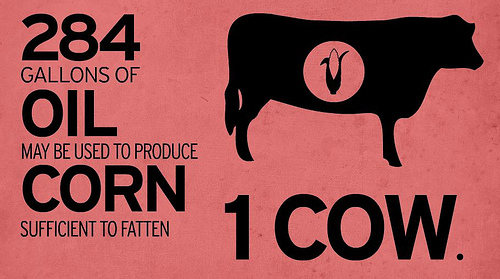 284
GALLONS OF
OIL
MAY BE USED TO PRODUCE
CORN
SUFFICIENT TO FATTEN
1 COW.